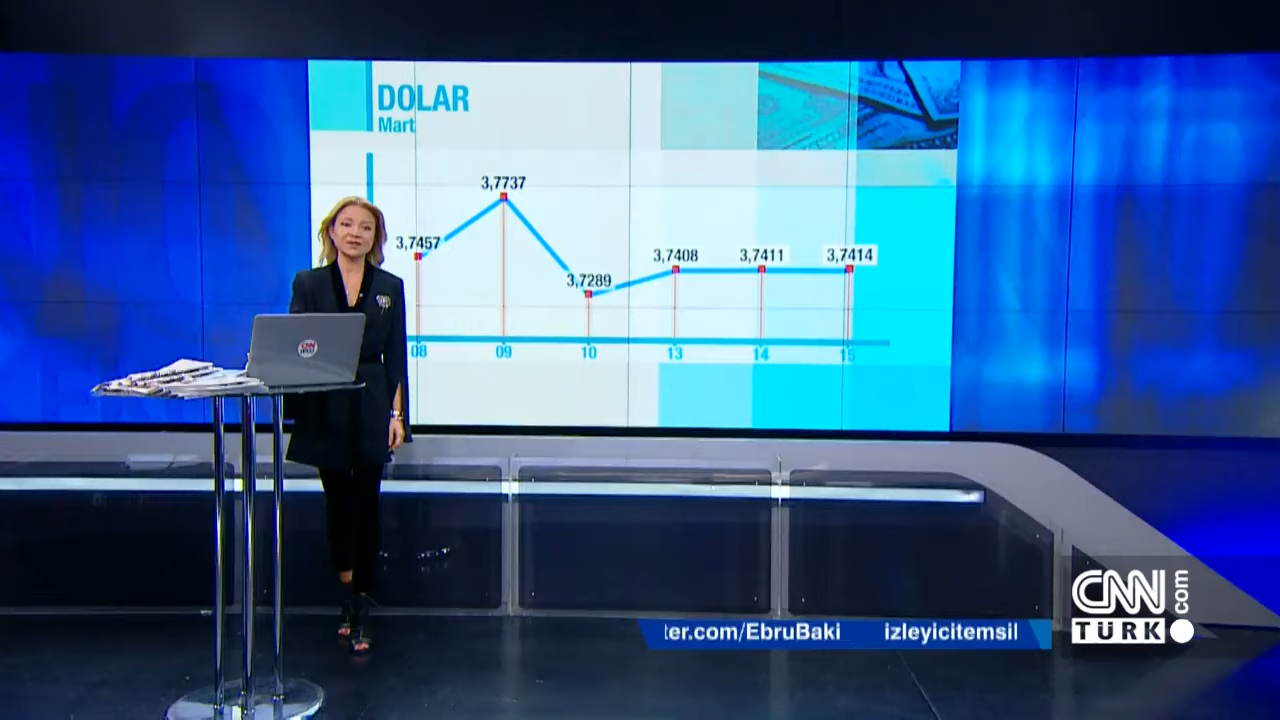 DOLAR
Mart
3,7737
3,7457
3,7408
3,7411
3,7414
3,7289
08
09
10
13
14
15
CNN
ter.com/EbruBaki izleyicitemsil
CNN
TÜRK
.com